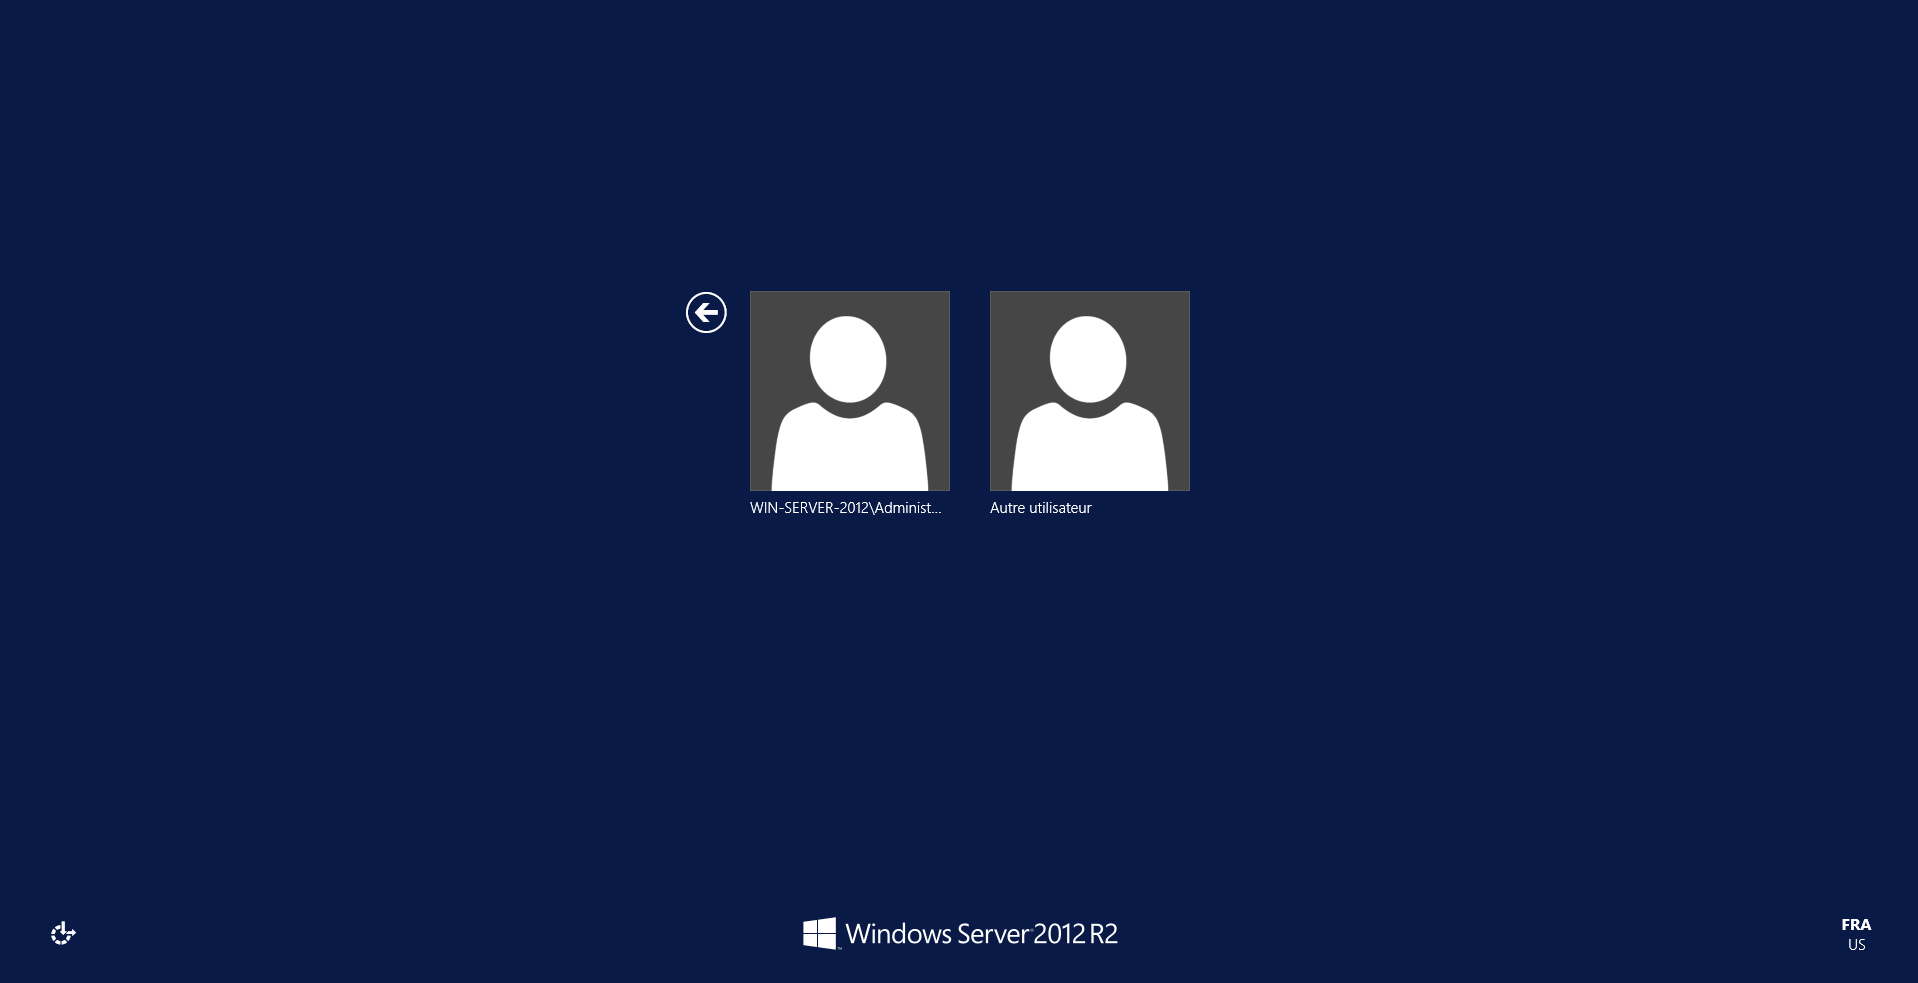 WIN-SERVER-2012\Administ...
Autre utilisateur
Windows Server 2012 R2
FRA
US